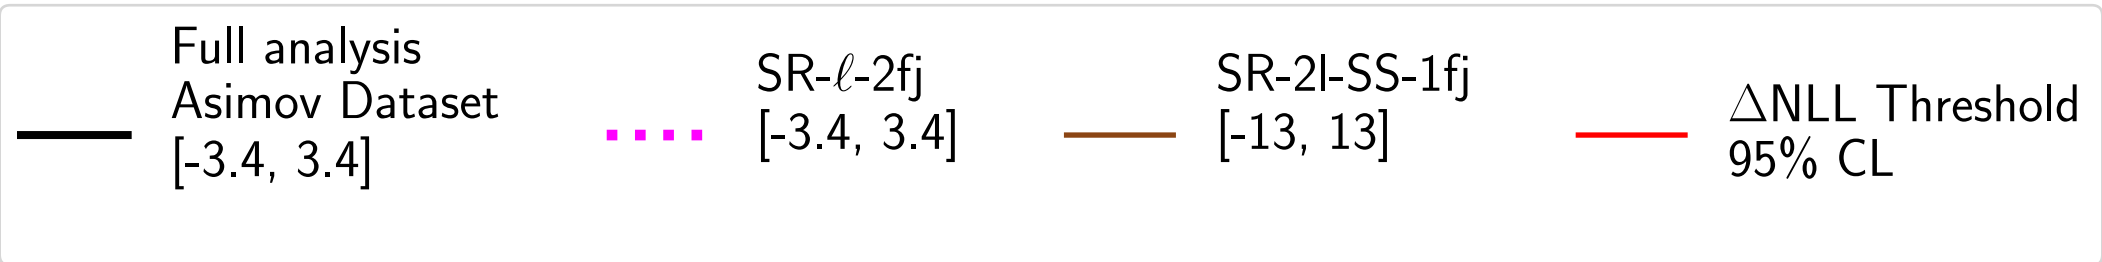 Full analysis
Asimov Dataset
[-3.4, 3.4]
SR-ℓ-2fj
[-3.4, 3.4]
SR-2l-SS-1fj
[-13, 13]
△NLL Threshold
95% CL